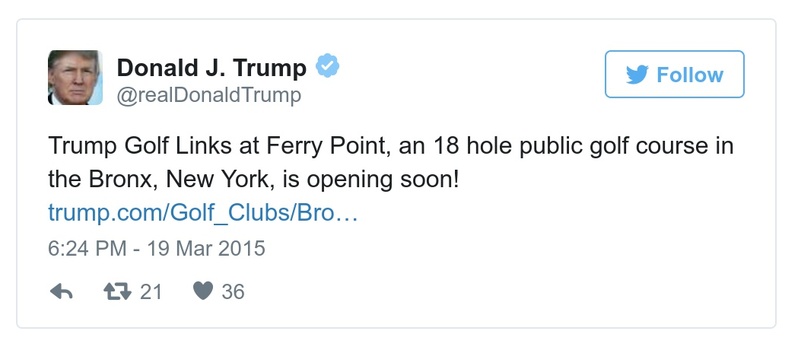 Donald J. Trump
@realDonaldTrump
Follow
Trump Golf Links at Ferry Point, an 18 hole public golf course in
the Bronx, New York, is opening soon!
trump.com/Golf_Clubs/Bro…
6:24 PM - 19 Mar 2015
21 36